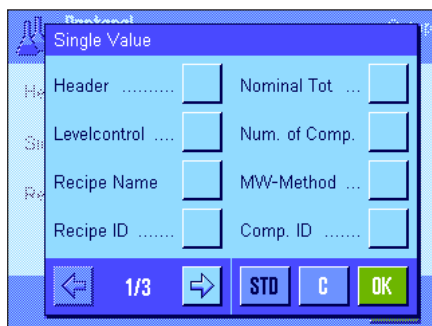 Single Value
Header .......... Nominal Tot ...
Levelcontrol .... Num. of Comp.
Recipe Name MW-Method ...
Recipe ID ....... Comp. ID .......
1/3 STD C OK